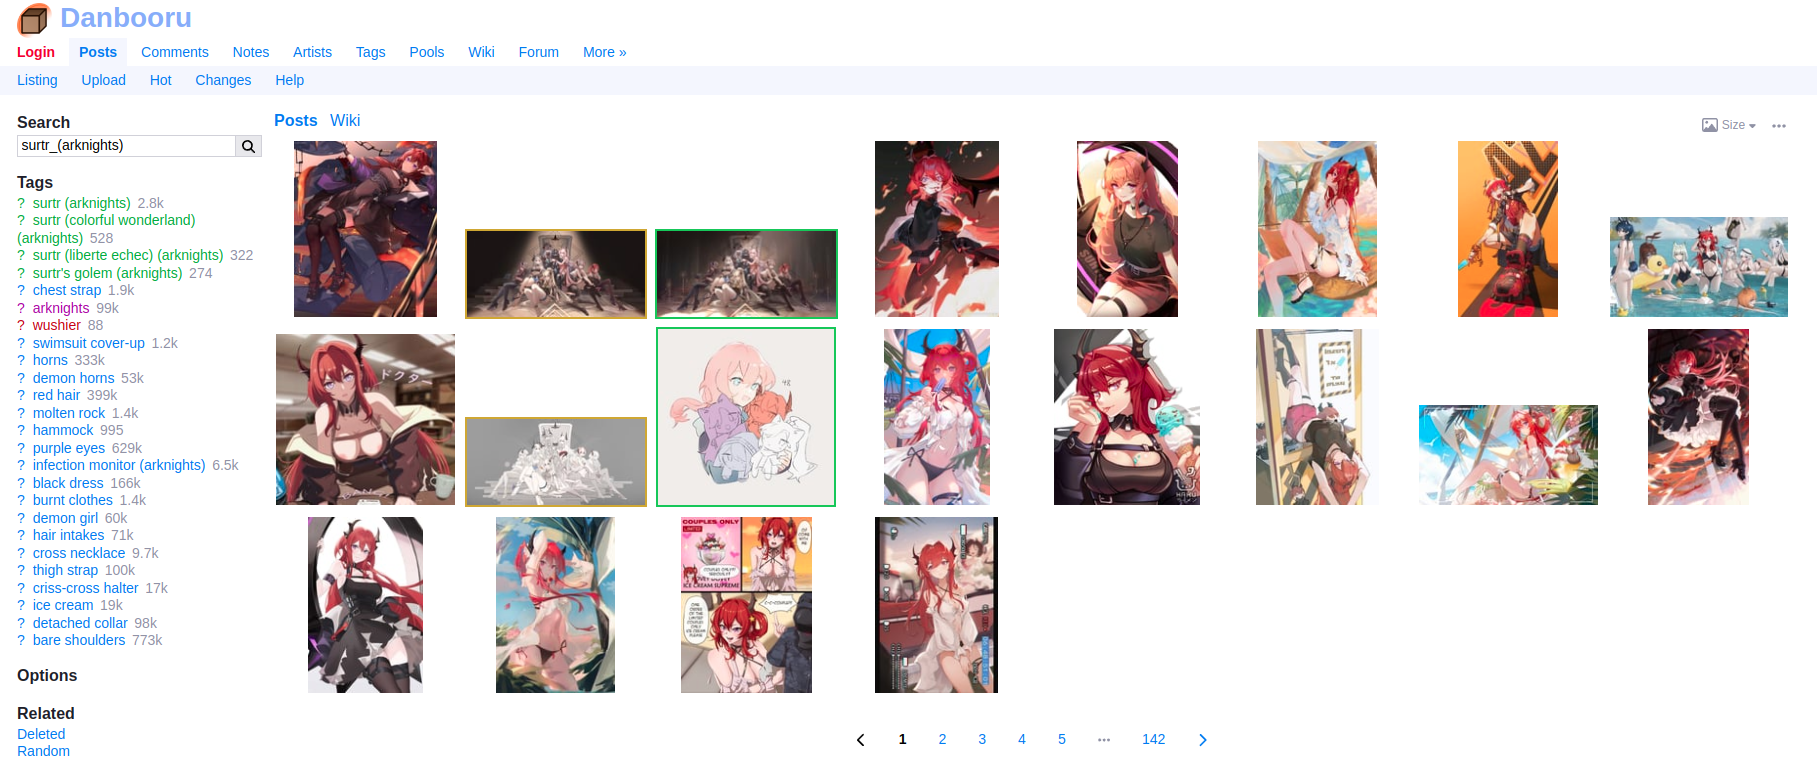 Danbooru
Login Posts Comments Notes Artists Tags Pools Wiki Forum More »
Listing Upload Hot Changes Help
Search
surtr_(arknights)
Tags
? surtr (arknights) 2.8k
? surtr (colorful wonderland)
(arknights) 528
? surtr (liberte echec) (arknights) 322
? surtr's golem (arknights) 274
? chest strap 1.9k
? arknights 99k
? wushier 88
? swimsuit cover-up 1.2k
? horns 333k
? demon horns 53k
? red hair 399k
? molten rock 1.4k
? hammock 995
? purple eyes 629k
? infection monitor (arknights) 6.5k
? black dress 166k
? burnt clothes 1.4k
? demon girl 60k
? hair intakes 71k
? cross necklace 9.7k
? thigh strap 100k
? criss-cross halter 17k
? ice cream 19k
? detached collar 98k
? bare shoulders 773k
Options
Related
Deleted
Random
Posts Wiki
Size
ドクター
COUPLES ONLY
LIMITED
ICE CREAM SUPREME
1 2 3 4 5 ... 142